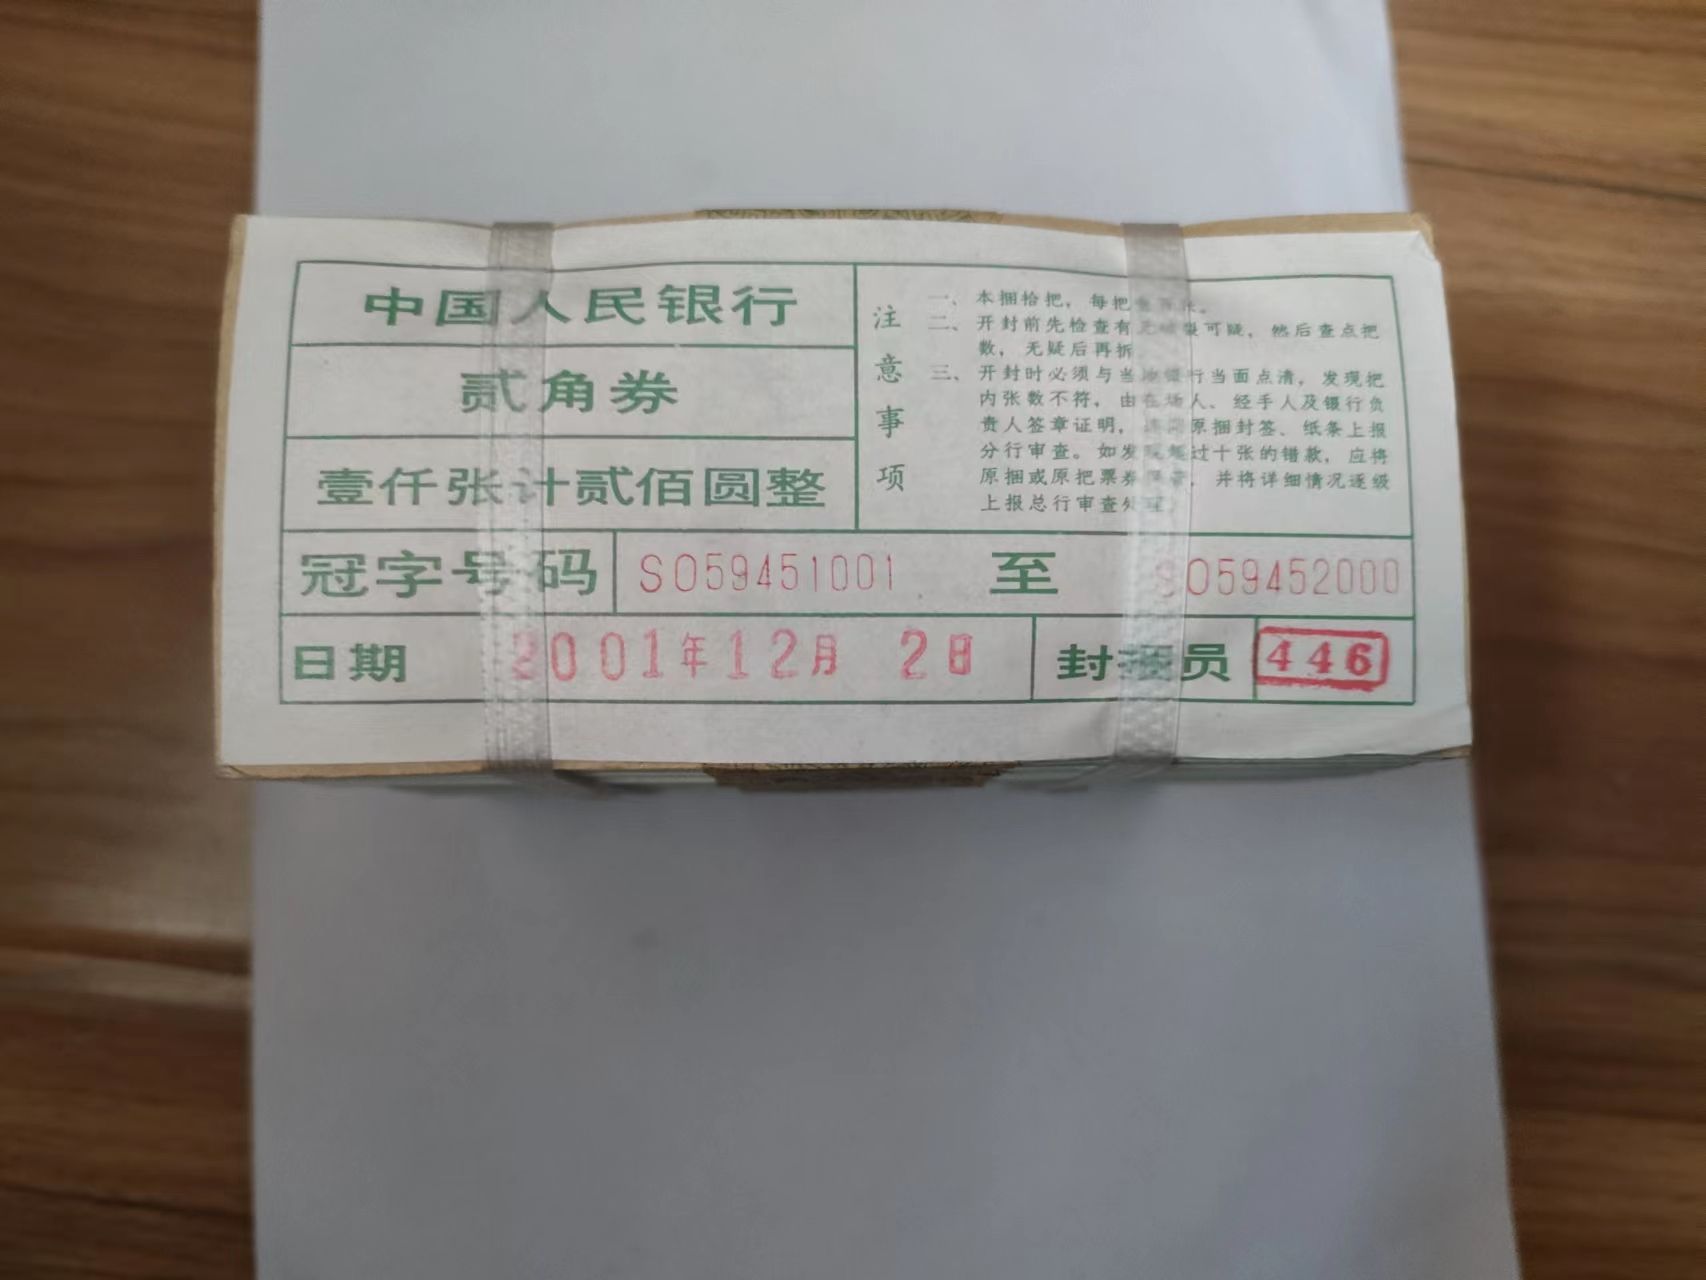 中国人民银行
贰角券
壹仟张计贰佰圆整
注意事项
一、本捆拾把，每把
二、开封前先检查有 可疑，然后查点把
数，无疑后再拆
三、开封时必须与当 行当面点清，发现把
内张数不符，由在场人、经手人及银行负
责人签章证明， 原捆封签、纸条上报
分行审查。如发现超过十张的错款，应将
原捆或原把票券 ，并将详细情况逐级
上报总行审查处理
冠字号码 SO59451001 至 SO59452000
日期 2001年12月 2日 封捆员 446